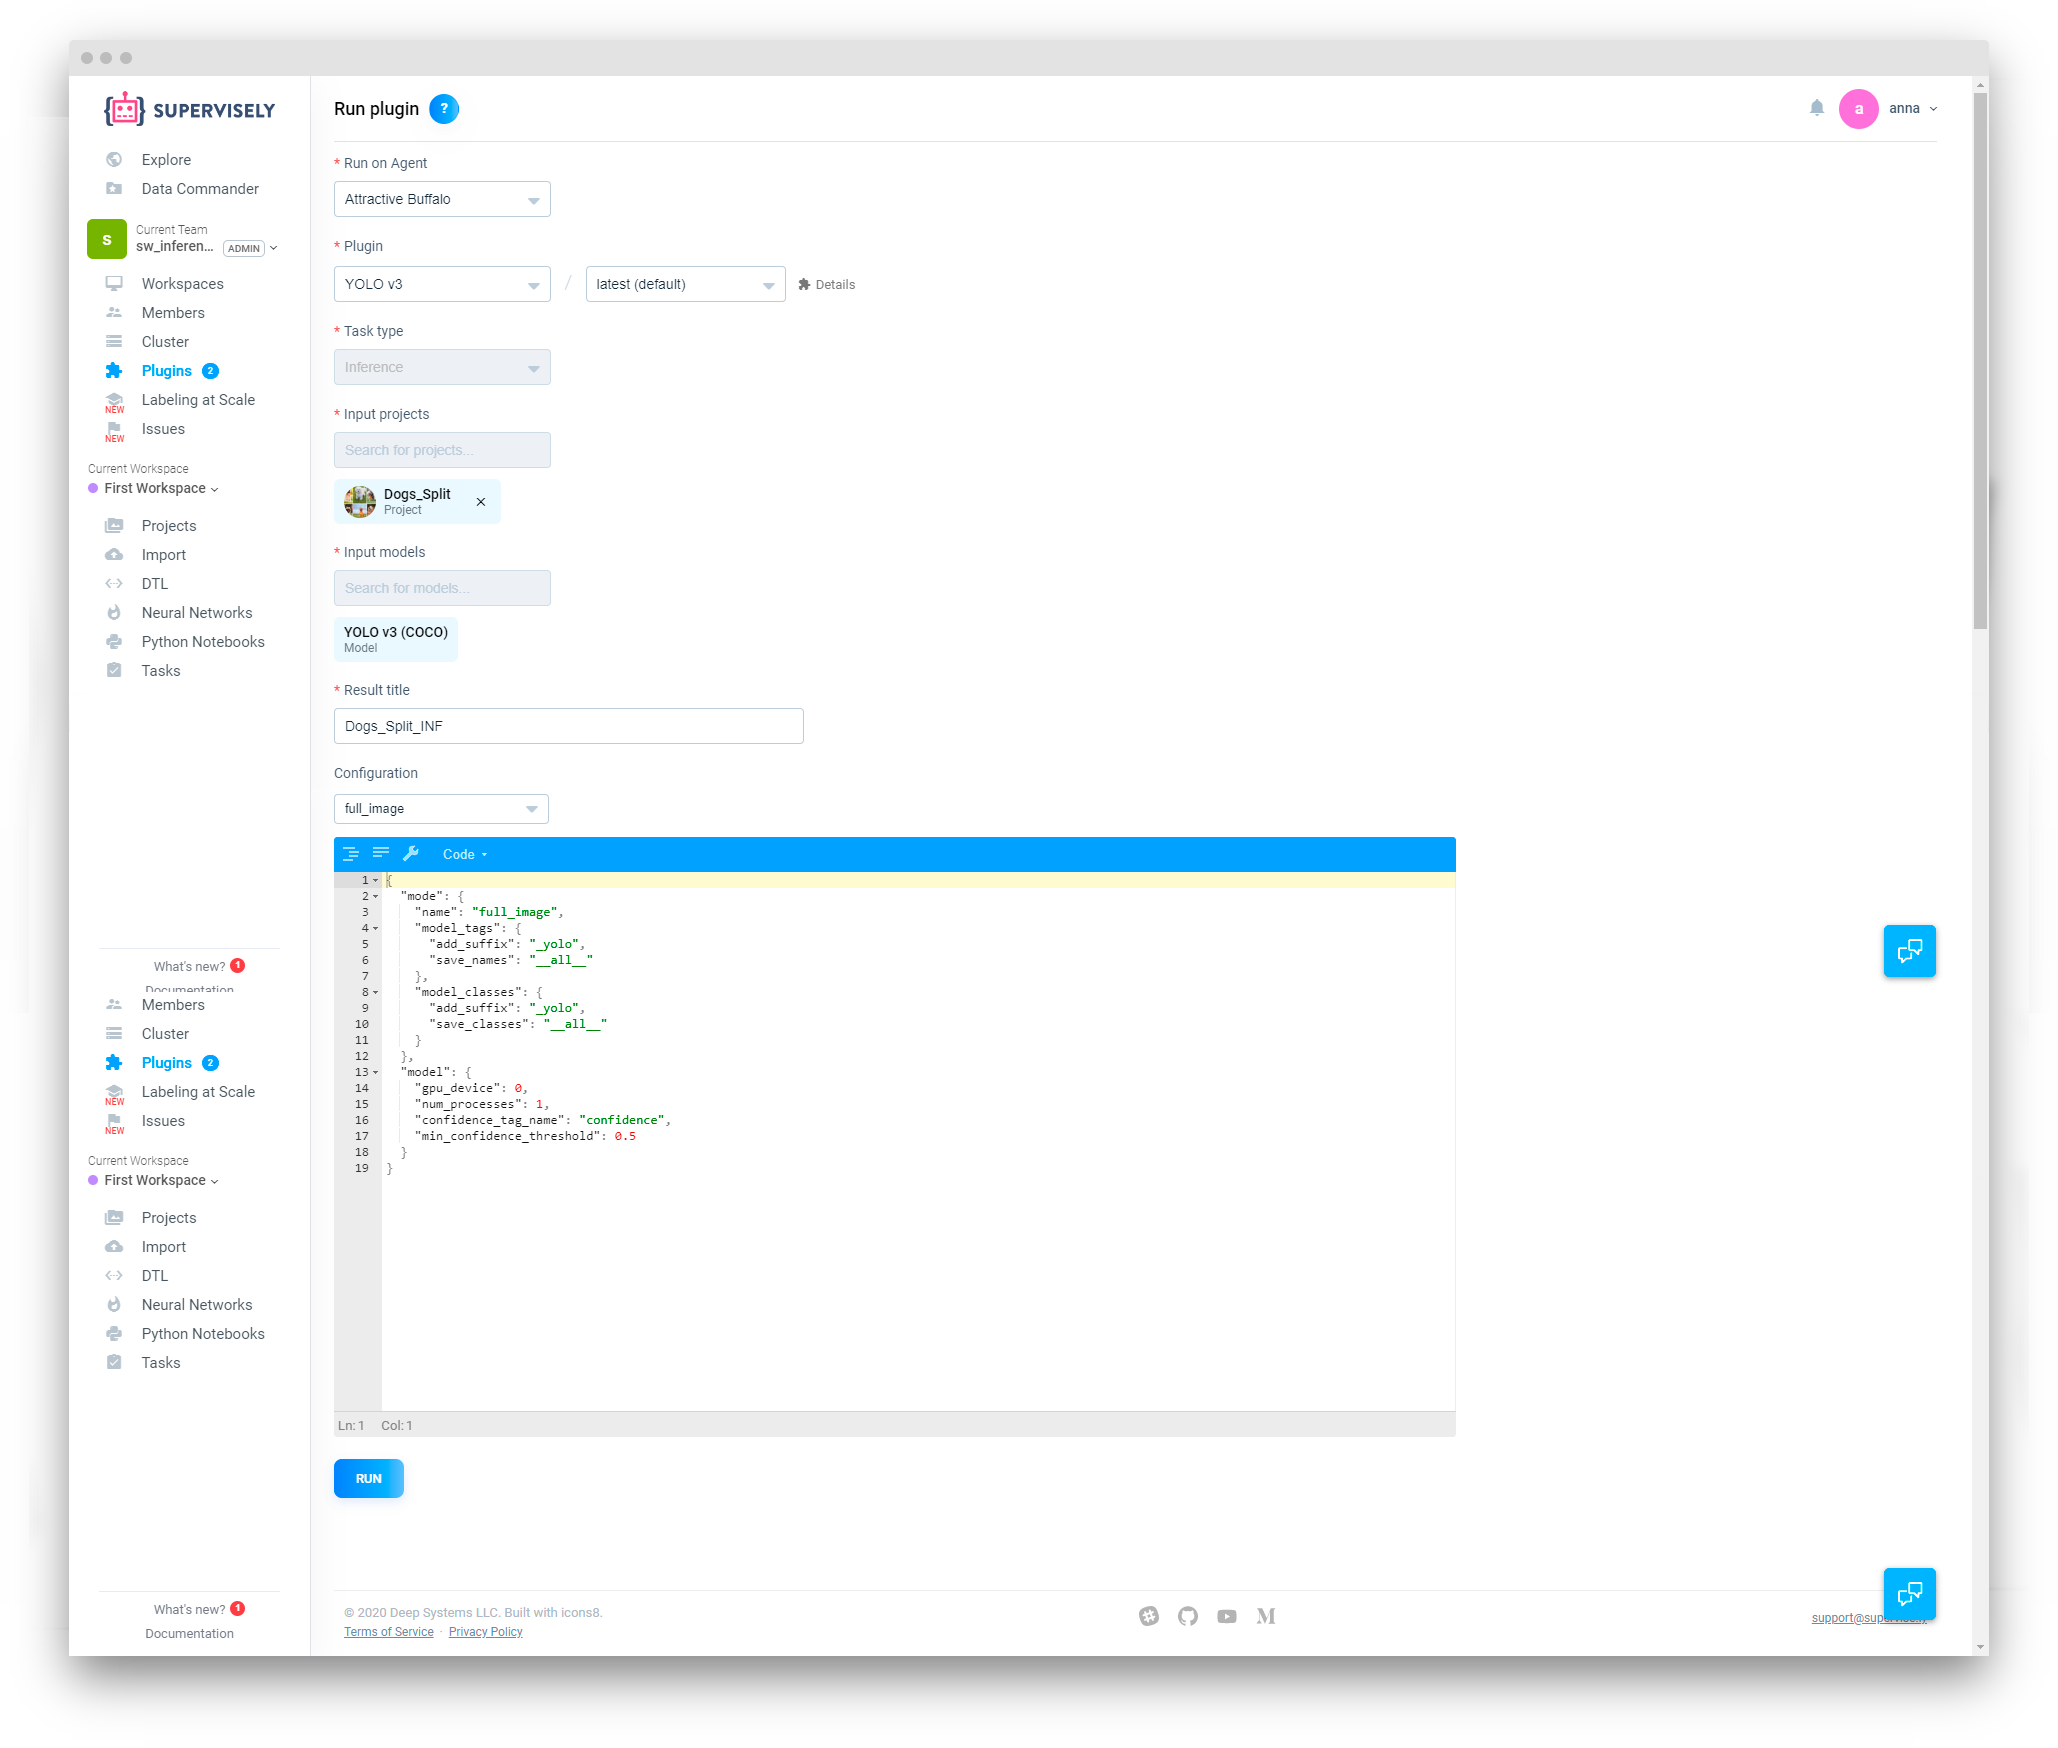 SUPERVISELY
Explore
Data Commander
S
Current Team
sw_inferen...
ADMIN
Workspaces
Members
Cluster
Plugins 2
Labeling at Scale
NEW
Issues
NEW
Current Workspace
First Workspace
Projects
Import
DTL
Neural Networks
Python Notebooks
Tasks
What's new? 1
Documentation
Members
Cluster
Plugins 2
Labeling at Scale
NEW
Issues
NEW
Current Workspace
First Workspace
Projects
Import
DTL
Neural Networks
Python Notebooks
Tasks
What's new? 1
Documentation
Run plugin ?
a anna
* Run on Agent
Attractive Buffalo
* Plugin
YOLO v3 / latest (default) Details
* Task type
Inference
* Input projects
Search for projects...
Dogs_Split
Project
* Input models
Search for models...
YOLO v3 (COCO)
Model
* Result title
Dogs_Split_INF
Configuration
full_image
Code
1 {
2 "mode": {
3 "name": "full_image",
4 "model_tags": {
5 "add_suffix": "_yolo",
6 "save_names": "__all__"
7 },
8 "model_classes": {
9 "add_suffix": "_yolo",
10 "save_classes": "__all__"
11 }
12 },
13 "model": {
14 "gpu_device": 0,
15 "num_processes": 1,
16 "confidence_tag_name": "confidence",
17 "min_confidence_threshold": 0.5
18 }
19 }
Ln: 1 Col: 1
RUN
© 2020 Deep Systems LLC. Built with icons8.
Terms of Service · Privacy Policy